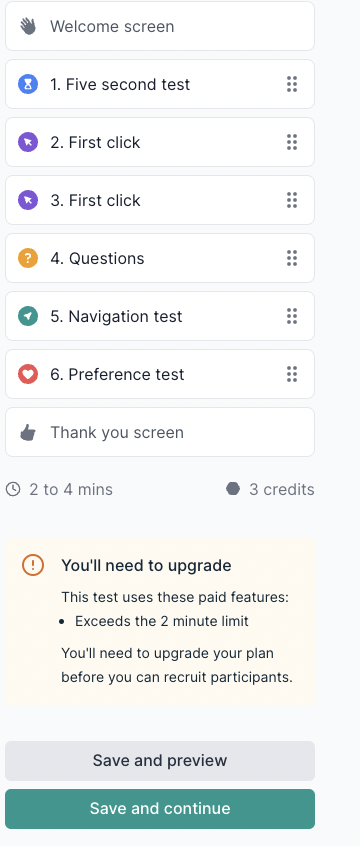 Welcome screen
1. Five second test
2. First click
3. First click
4. Questions
5. Navigation test
6. Preference test
Thank you screen
2 to 4 mins
3 credits
You'll need to upgrade
This test uses these paid features:
• Exceeds the 2 minute limit
You'll need to upgrade your plan
before you can recruit participants.
Save and preview
Save and continue